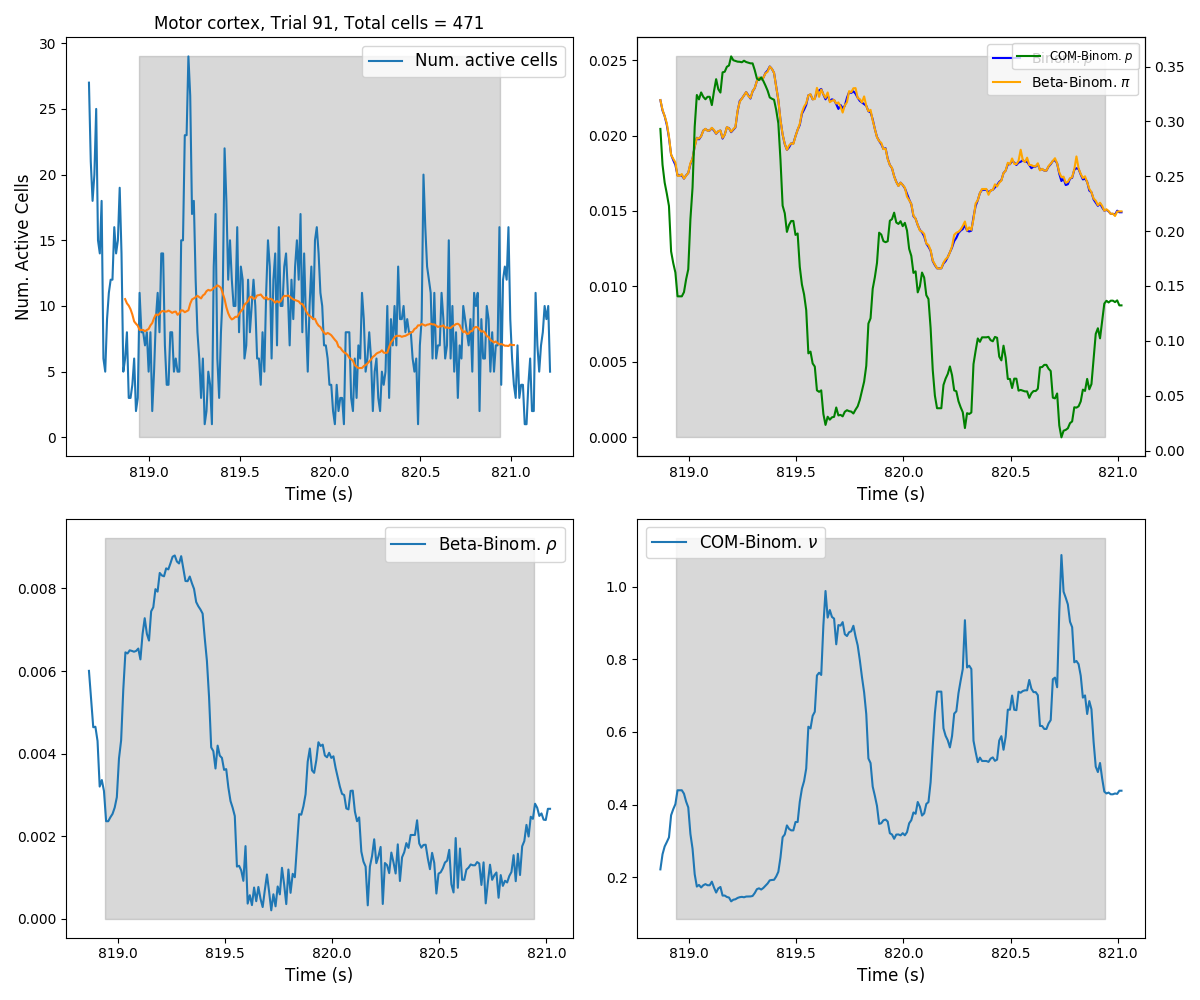 Motor cortex, Trial 91, Total cells = 471
Num. Active Cells
30
25
20
15
10
5
0
Num. active cells
819.0 819.5 820.0 820.5 821.0
Time (s)
0.025
0.020
0.015
0.010
0.005
0.000
COM-Binom. p
Binom. p
Beta-Binom. π
0.35
0.30
0.25
0.20
0.15
0.10
0.05
0.00
819.0 819.5 820.0 820.5 821.0
Time (s)
0.008
0.006
0.004
0.002
0.000
Beta-Binom. ρ
819.0 819.5 820.0 820.5 821.0
Time (s)
1.0
0.8
0.6
0.4
0.2
COM-Binom. ν
819.0 819.5 820.0 820.5 821.0
Time (s)